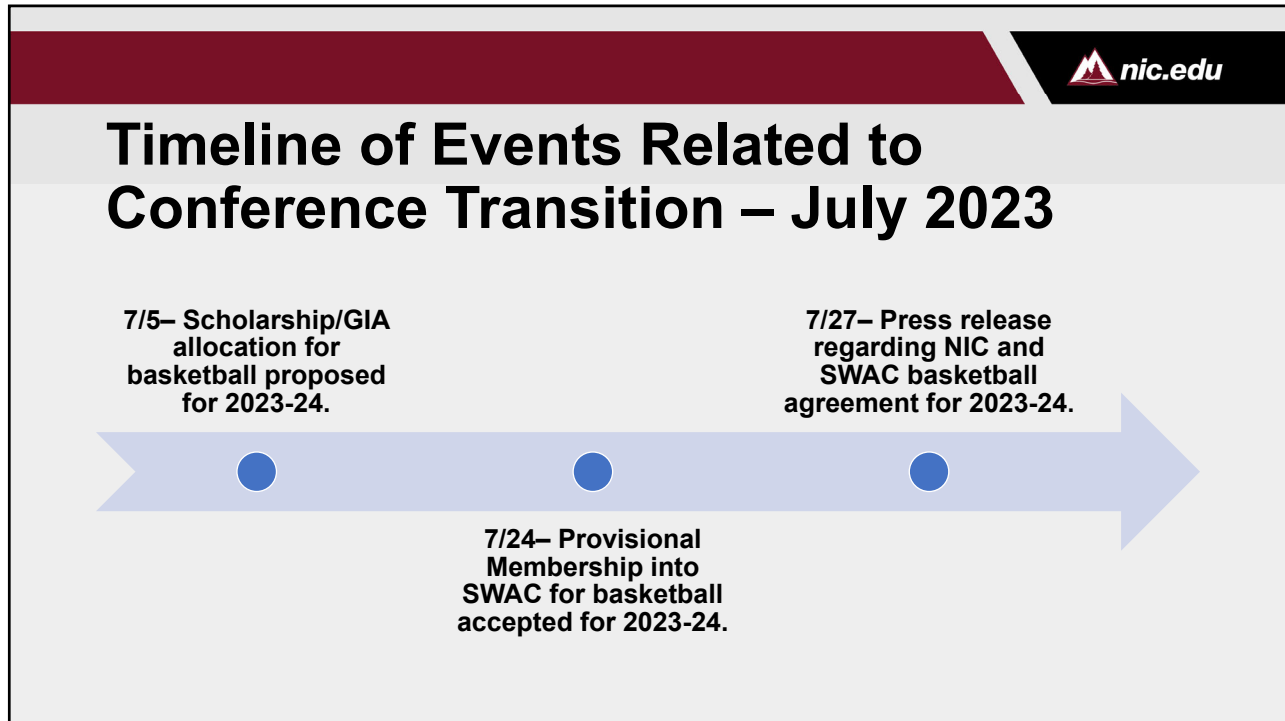 nic.edu
Timeline of Events Related to
Conference Transition – July 2023
7/5– Scholarship/GIA
allocation for
basketball proposed
for 2023-24.
7/24– Provisional
Membership into
SWAC for basketball
accepted for 2023-24.
7/27– Press release
regarding NIC and
SWAC basketball
agreement for 2023-24.